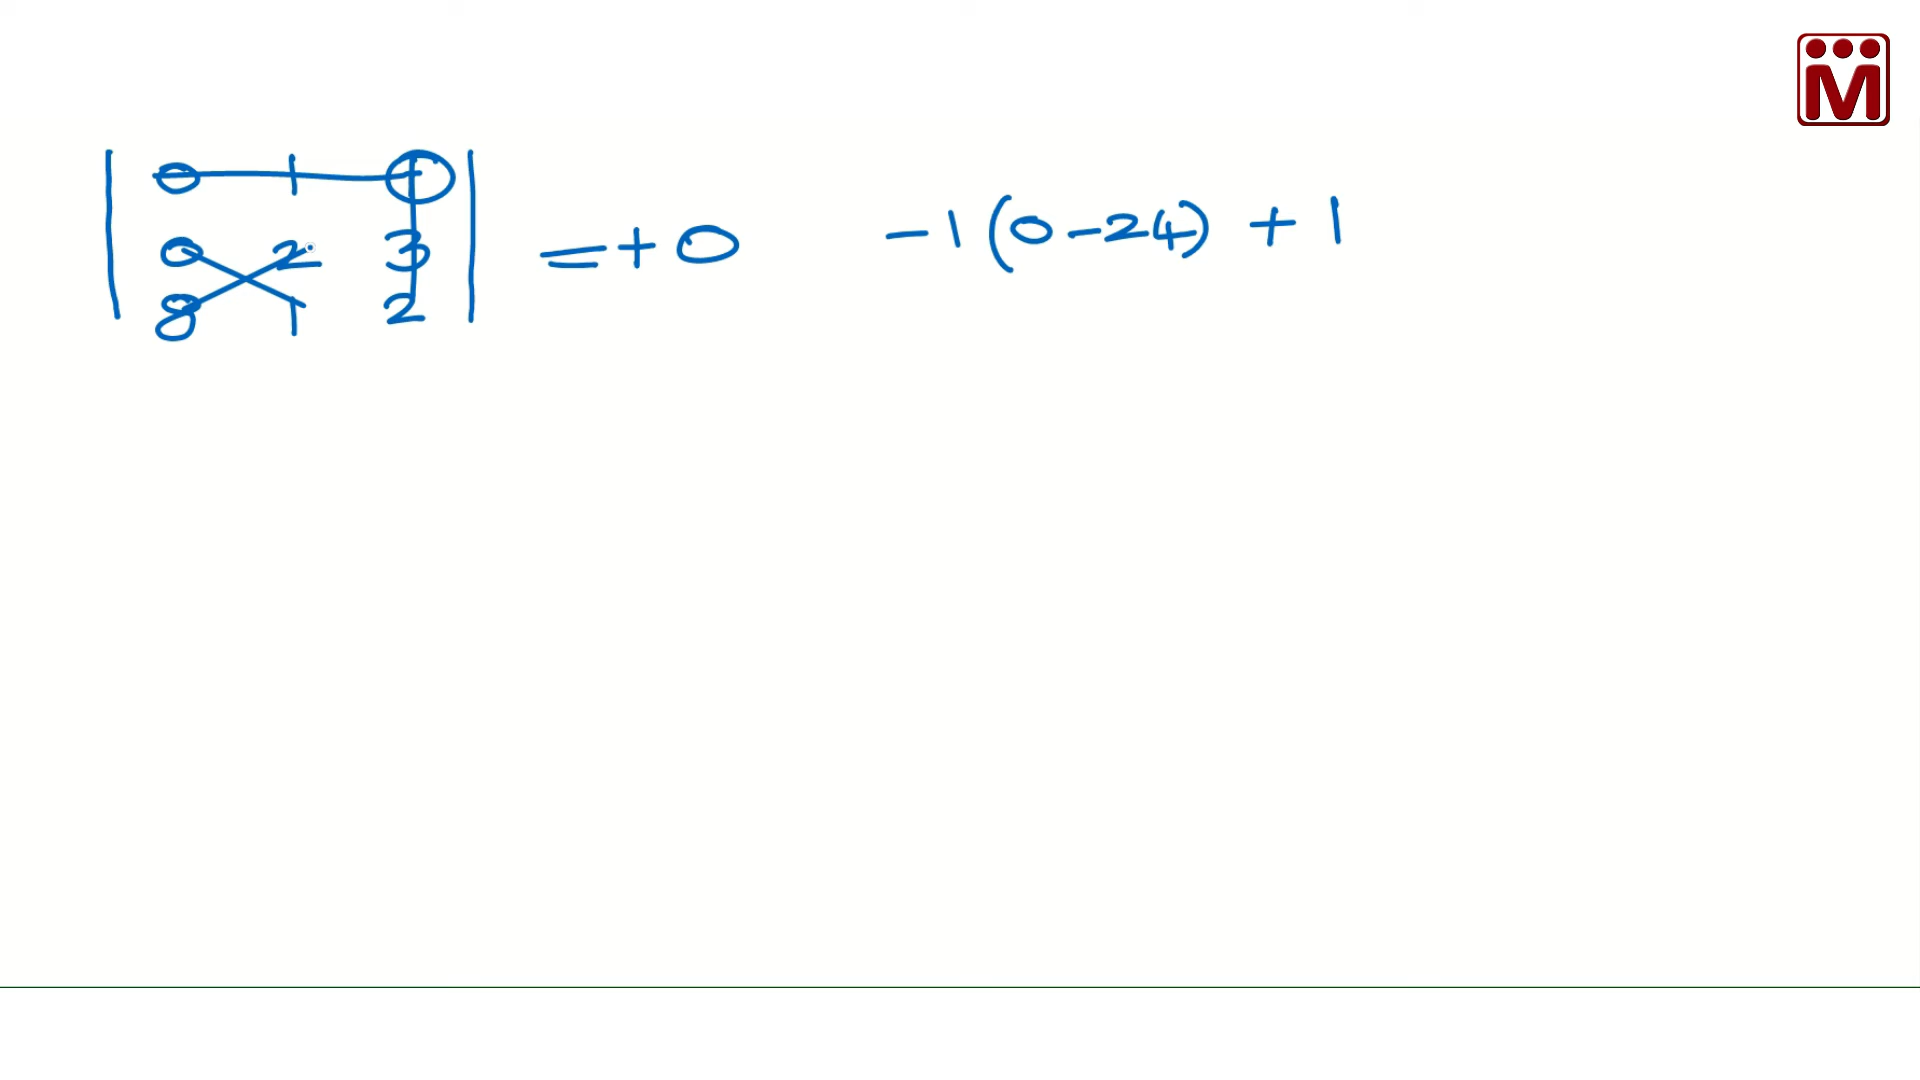 | 0 1 1 |
| 0 2 3 | = + 0 -1(0-24) + 1
| 8 1 2 |
M